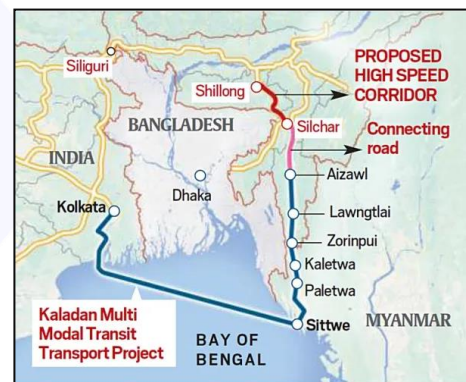 Siliguri
Shillong
PROPOSED
HIGH SPEED
CORRIDOR
BANGLADESH
Silchar
Connecting
road
INDIA
Dhaka
Aizawl
Kolkata
Lawngtlai
Zorinpui
Kaletwa
Paletwa
Kaladan Multi
Modal Transit
Transport Project
Sittwe
MYANMAR
BAY OF
BENGAL